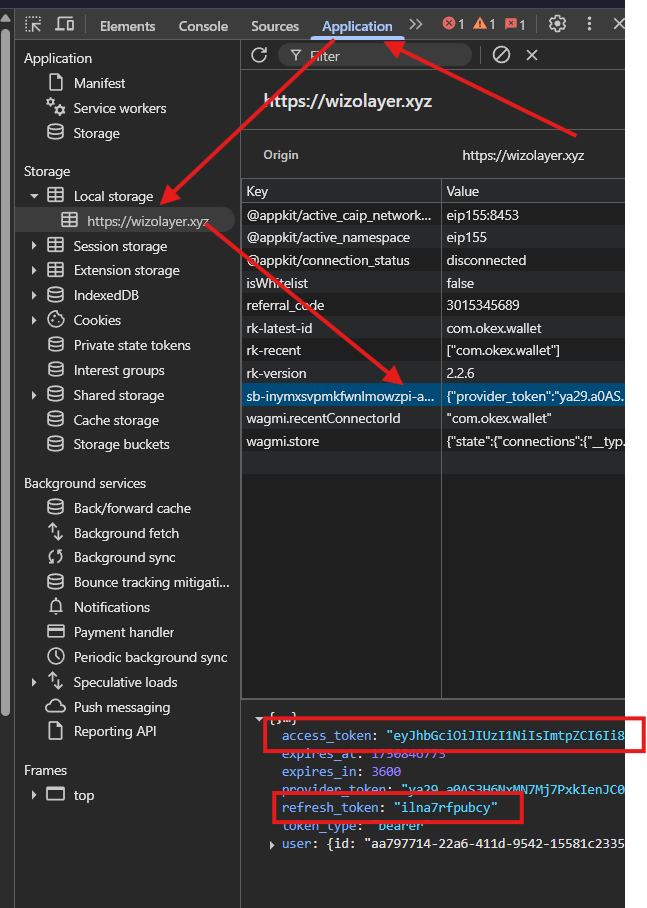 Elements Console Sources Application 1 1 1
Application
Manifest
Service workers
Storage
Storage
Local storage
https://wizolayer.xyz
Session storage
Extension storage
IndexedDB
Cookies
Private state tokens
Interest groups
Shared storage
Cache storage
Storage buckets
Background services
Back/forward cache
Background fetch
Background sync
Bounce tracking mitigati...
Notifications
Payment handler
Periodic background sync
Speculative loads
Push messaging
Reporting API
Frames
top
Filter
https://wizolayer.xyz
Origin https://wizolayer.xyz
Key Value
@appkit/active_caip_network... eip155:8453
@appkit/active_namespace eip155
@appkit/connection_status disconnected
isWhitelist false
referral_code 3015345689
rk-latest-id com.okex.wallet
rk-recent ["com.okex.wallet"]
rk-version 2.2.6
sb-inymxsvpmkfwnlmowzpi-a... {"provider_token":"ya29.a0AS.
wagmi.recentConnectorId "com.okex.wallet"
wagmi.store {"state":{"connections":{"__typ.
{,…}
access_token: "eyJhbGciOiJIUzI1NiIsImtpZCI6Ii8
expires_at: 1750846773
expires_in: 3600
provider_token: "ya29.a0AS3H6NxMN7Mj7PxkIenJC0
refresh_token: "ilna7rfpubcy"
token_type: "bearer"
user: {id: "aa797714-22a6-411d-9542-15581c2335